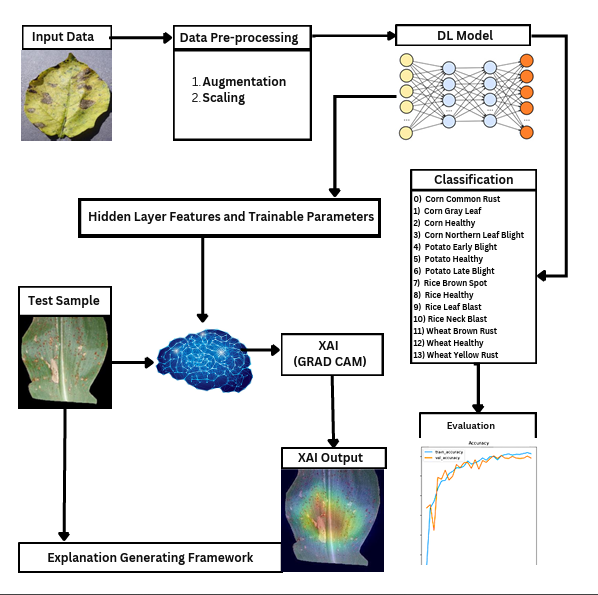 Input Data
Data Pre-processing
1. Augmentation
2. Scaling
DL Model
...
...
...
...
Hidden Layer Features and Trainable Parameters
Classification
0) Corn Common Rust
1) Corn Gray Leaf
2) Corn Healthy
3) Corn Northern Leaf Blight
4) Potato Early Blight
5) Potato Healthy
6) Potato Late Blight
7) Rice Brown Spot
8) Rice Healthy
9) Rice Leaf Blast
10) Rice Neck Blast
11) Wheat Brown Rust
12) Wheat Healthy
13) Wheat Yellow Rust
Test Sample
XAI
(GRAD CAM)
Evaluation
Accuracy
train_accuracy
val_accuracy
XAI Output
Explanation Generating Framework